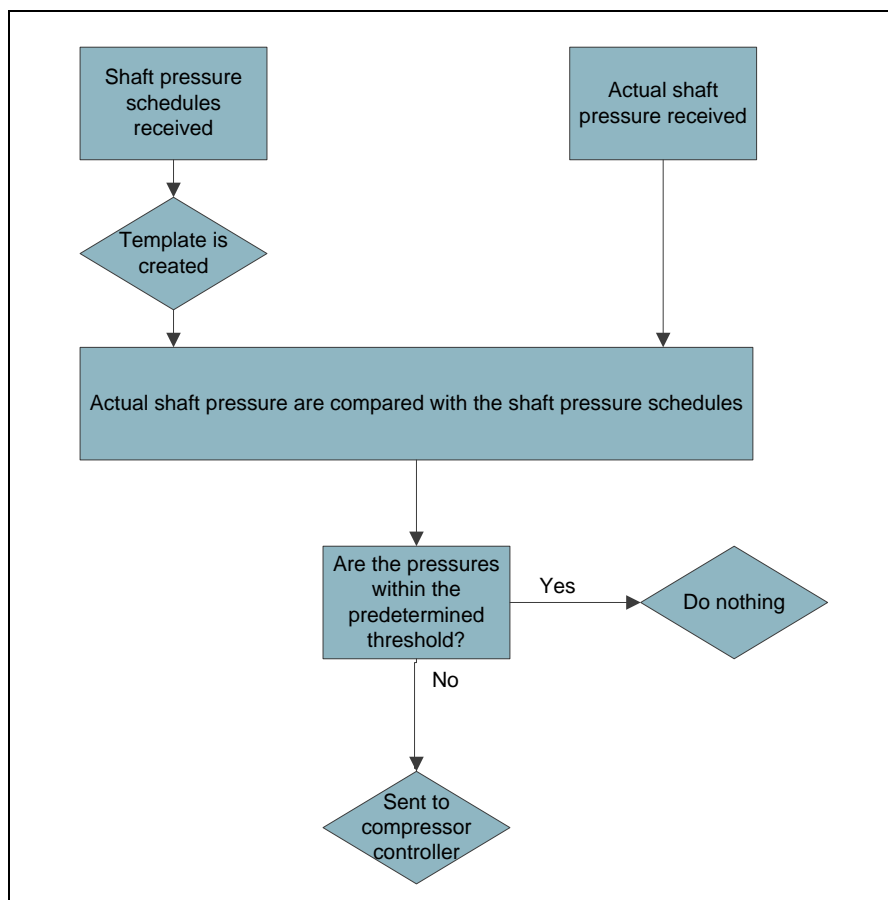 Shaft pressure
schedules
received
Actual shaft
pressure received
Template is
created
Actual shaft pressure are compared with the shaft pressure schedules
Are the pressures
within the
predetermined
threshold?
Yes
Do nothing
No
Sent to
compressor
controller